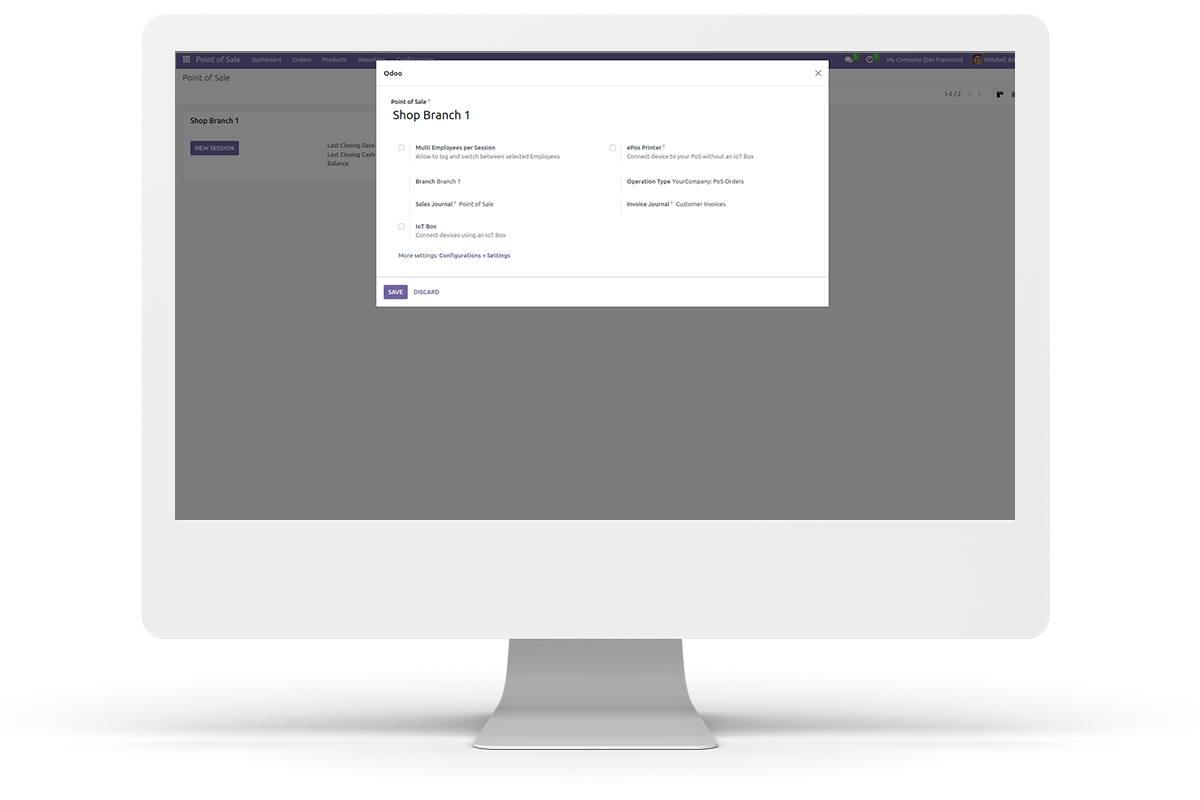 Point of Sale Dashboard Orders Products Reporting Configuration My Company (San Francisco) Mitchell Ad
Point of Sale
1-2 / 2
Shop Branch 1
NEW SESSION
Last Closing Date
Last Closing Cash
Balance
Odoo
Point of Sale ?
Shop Branch 1
Multi Employees per Session
Allow to log and switch between selected Employees
ePos Printer ?
Connect device to your PoS without an IoT Box
Branch Branch 1
Operation Type YourCompany: PoS Orders
Sales Journal ? Point of Sale
Invoice Journal ? Customer Invoices
IoT Box
Connect devices using an IoT Box
More settings: Configurations > Settings
SAVE DISCARD